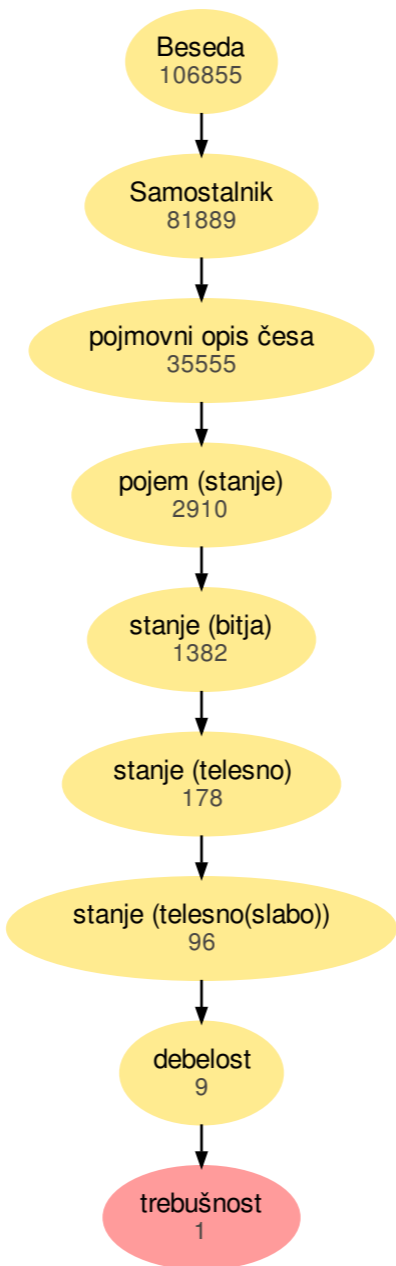 Beseda
106855
Samostalnik
81889
pojmovni opis česa
35555
pojem (stanje)
2910
stanje (bitja)
1382
stanje (telesno)
178
stanje (telesno(slabo))
96
debelost
9
trebušnost
1